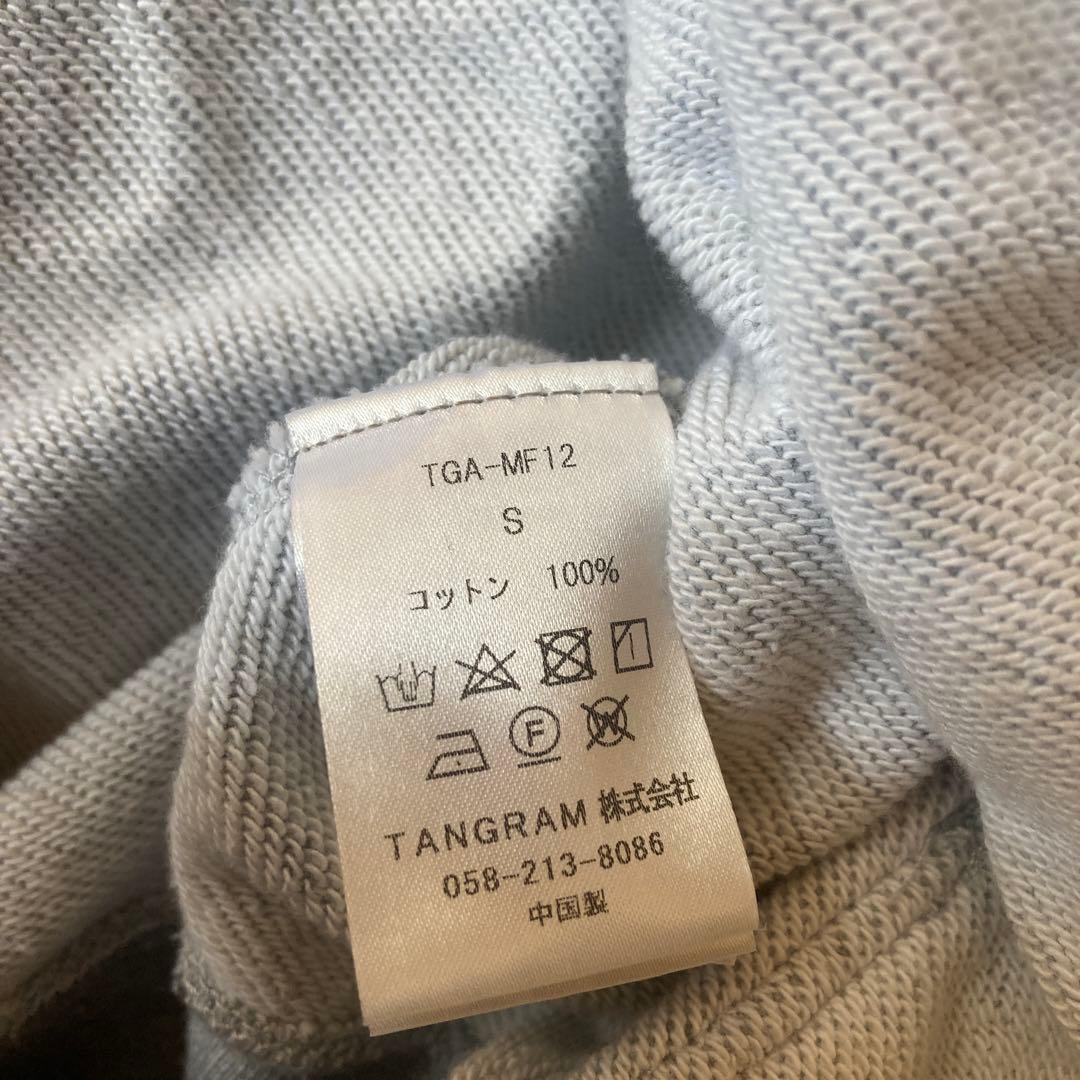 TGA-MF12
S
コットン 100%
F W
TANGRAM 株式会社
058-213-8086
中国製